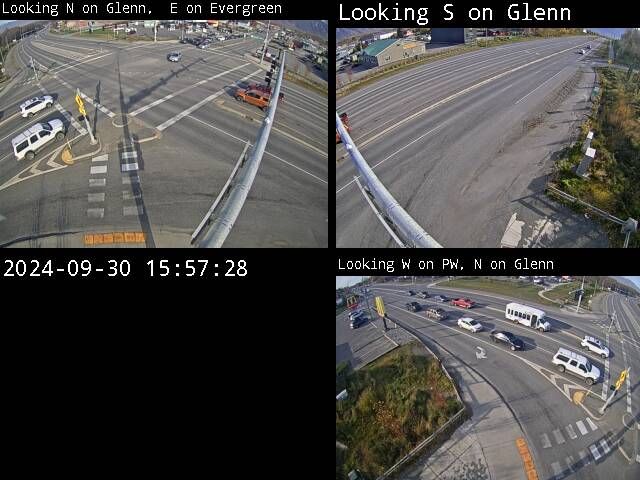 Looking N on Glenn,  E on Evergreen
Looking S on Glenn
2024-09-30 15:57:28
Looking W on PW, N on Glenn